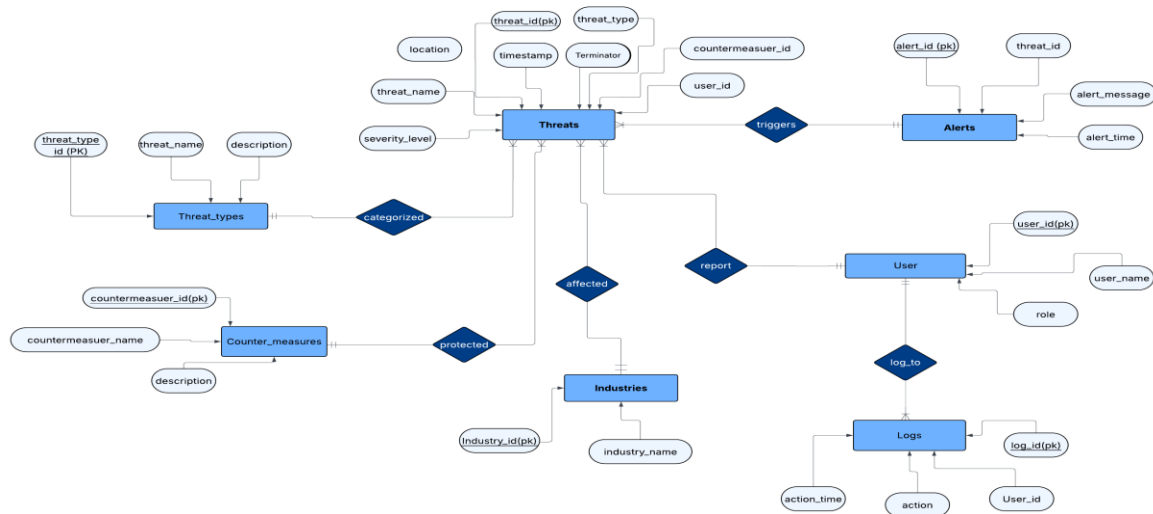 threat_id(pk)
threat_type
location
timestamp
Terminator
countermeasuer_id
threat_name
user_id
severity_level
Threats
triggers
alert_id (pk)
threat_id
alert_message
alert_time
Alerts
threat_type
id (PK)
threat_name
description
Threat_types
categorized
report
user_id(pk)
user_name
User
role
affected
countermeasuer_id(pk)
countermeasuer_name
Counter_measures
description
protected
log_to
Industries
Industry_id(pk)
industry_name
Logs
log_id(pk)
action_time
action
User_id